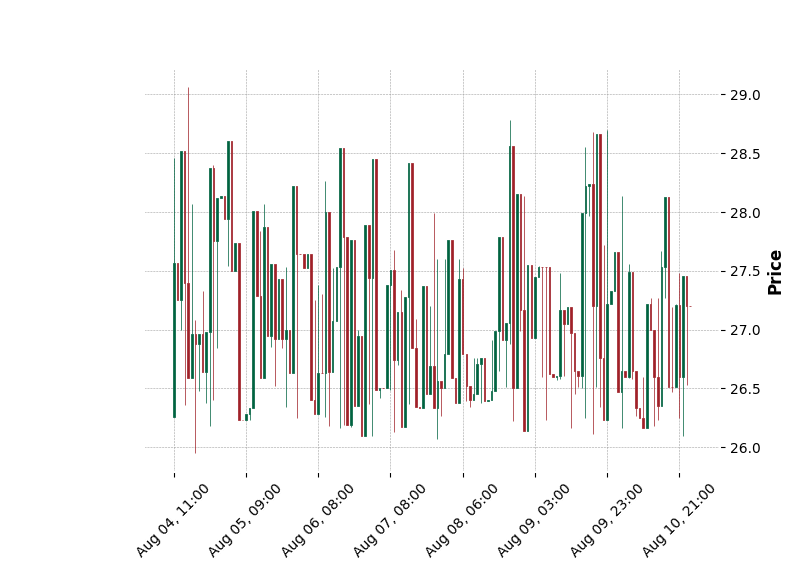 29.0
28.5
28.0
27.5
27.0
26.5
26.0
Price
Aug 04, 11:00
Aug 05, 09:00
Aug 06, 08:00
Aug 07, 08:00
Aug 08, 06:00
Aug 09, 03:00
Aug 09, 23:00
Aug 10, 21:00